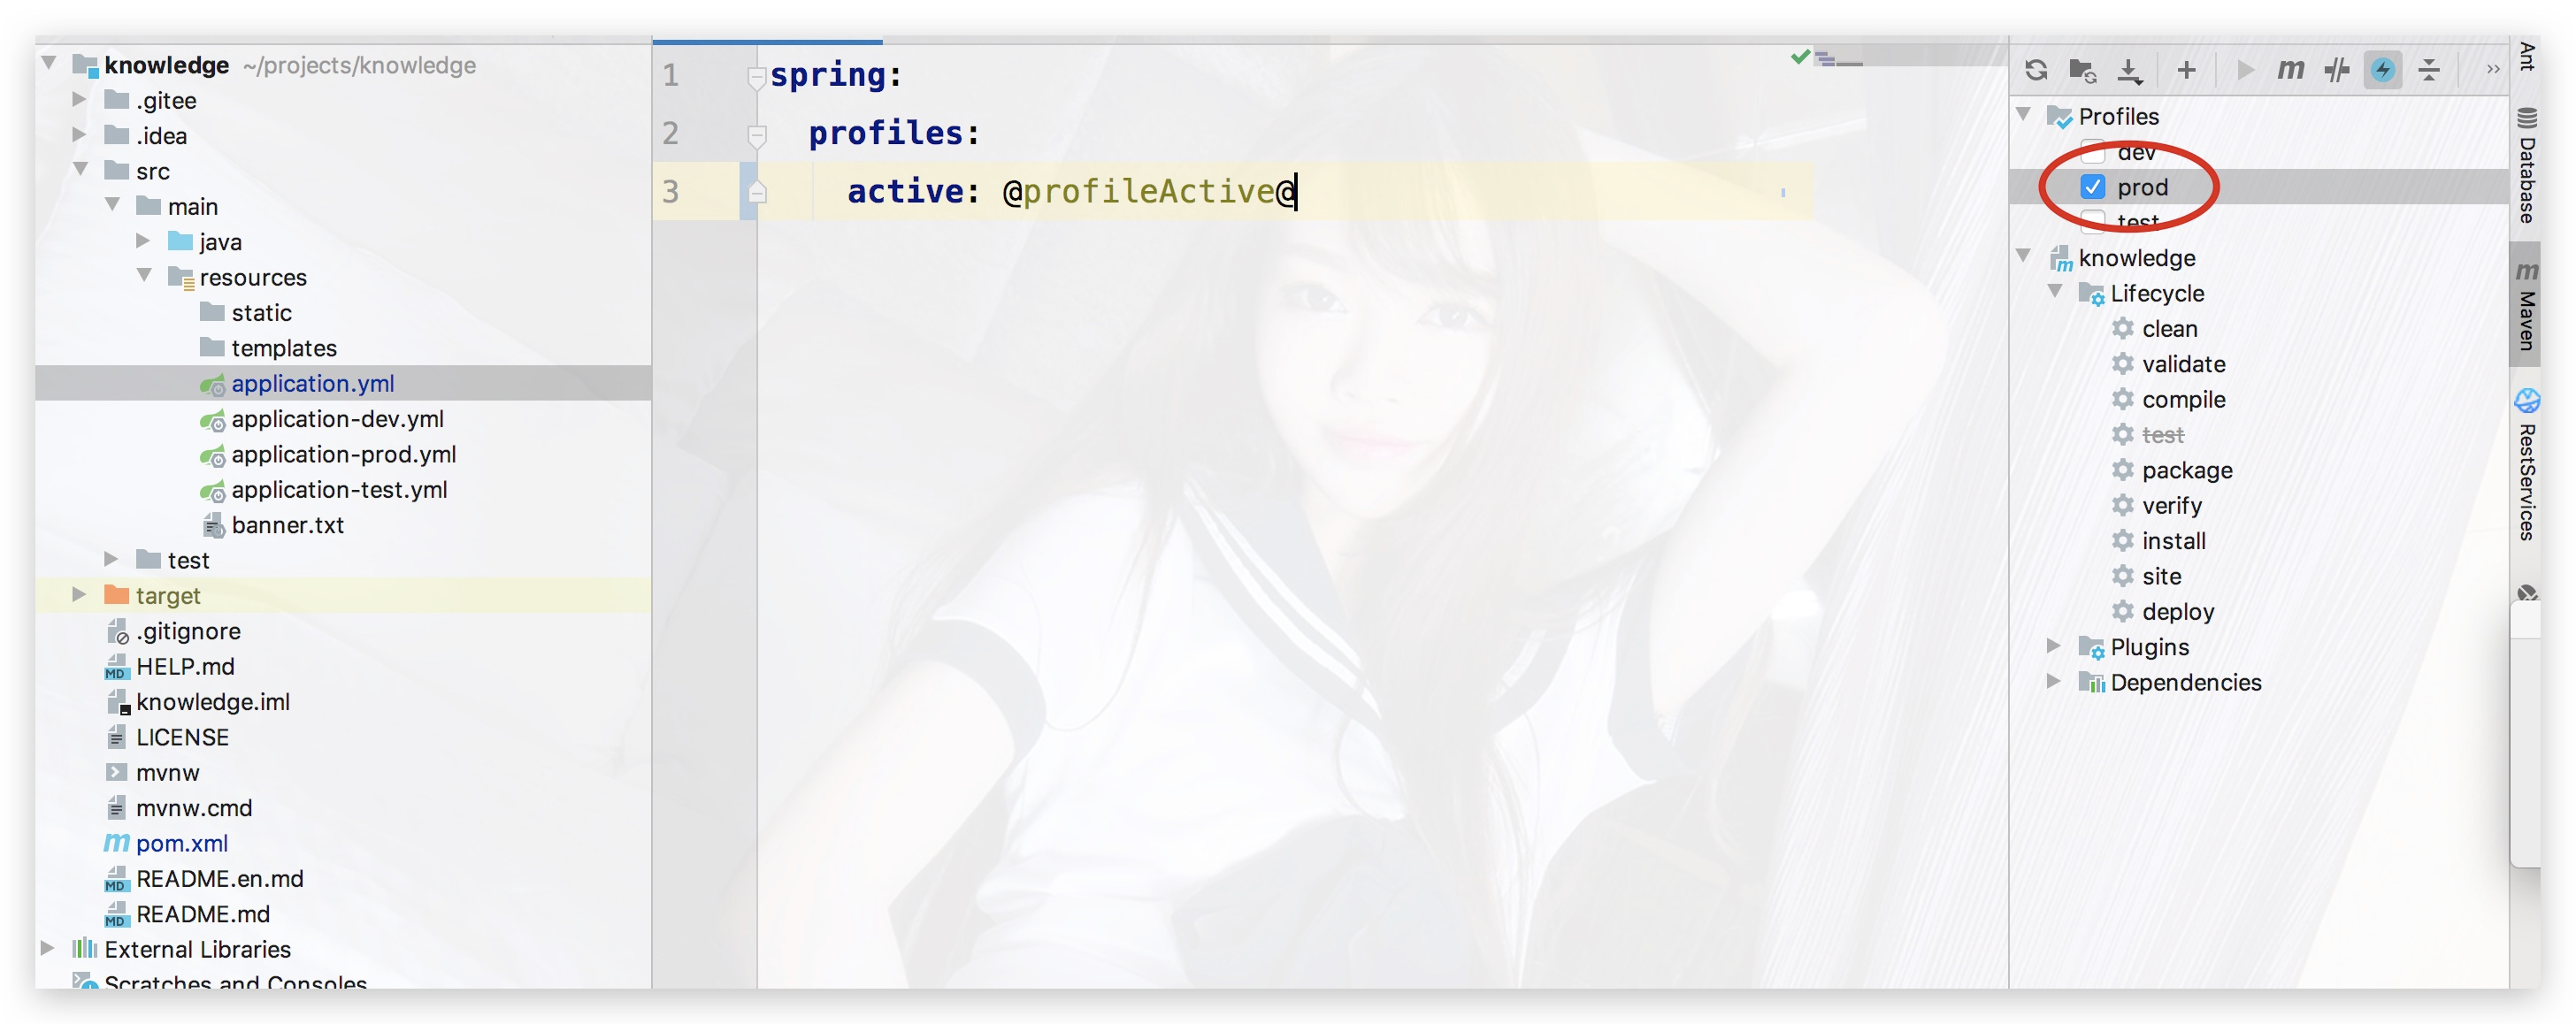 knowledge ~/projects/knowledge
.gitee
.idea
src
main
java
resources
static
templates
application.yml
application-dev.yml
application-prod.yml
application-test.yml
banner.txt
test
target
.gitignore
HELP.md
knowledge.iml
LICENSE
mvnw
mvnw.cmd
pom.xml
README.en.md
README.md
External Libraries
Scratches and Consoles
1 spring:
2 profiles:
3 active: @profileActive@
Profiles
dev
prod
test
knowledge
Lifecycle
clean
validate
compile
test
package
verify
install
site
deploy
Plugins
Dependencies
Ant
Database
Maven
RestServices